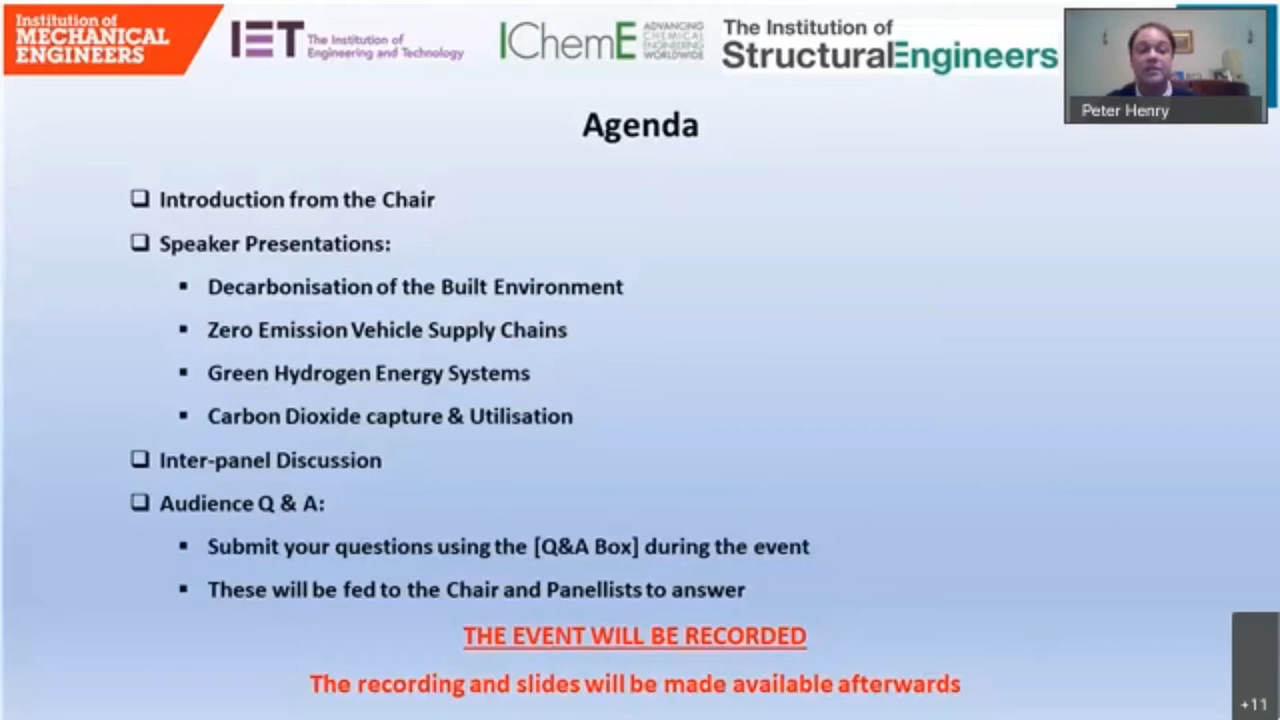 Institution of
MECHANICAL
ENGINEERS
IET The Institution of
Engineering and Technology
IChemE ADVANCING
CHEMICAL
ENGINEERING
WORLDWIDE
The Institution of
StructuralEngineers
Peter Henry
Agenda
❑ Introduction from the Chair
❑ Speaker Presentations:
▪ Decarbonisation of the Built Environment
▪ Zero Emission Vehicle Supply Chains
▪ Green Hydrogen Energy Systems
▪ Carbon Dioxide capture & Utilisation
❑ Inter-panel Discussion
❑ Audience Q & A:
▪ Submit your questions using the [Q&A Box] during the event
▪ These will be fed to the Chair and Panellists to answer
THE EVENT WILL BE RECORDED
The recording and slides will be made available afterwards
+11